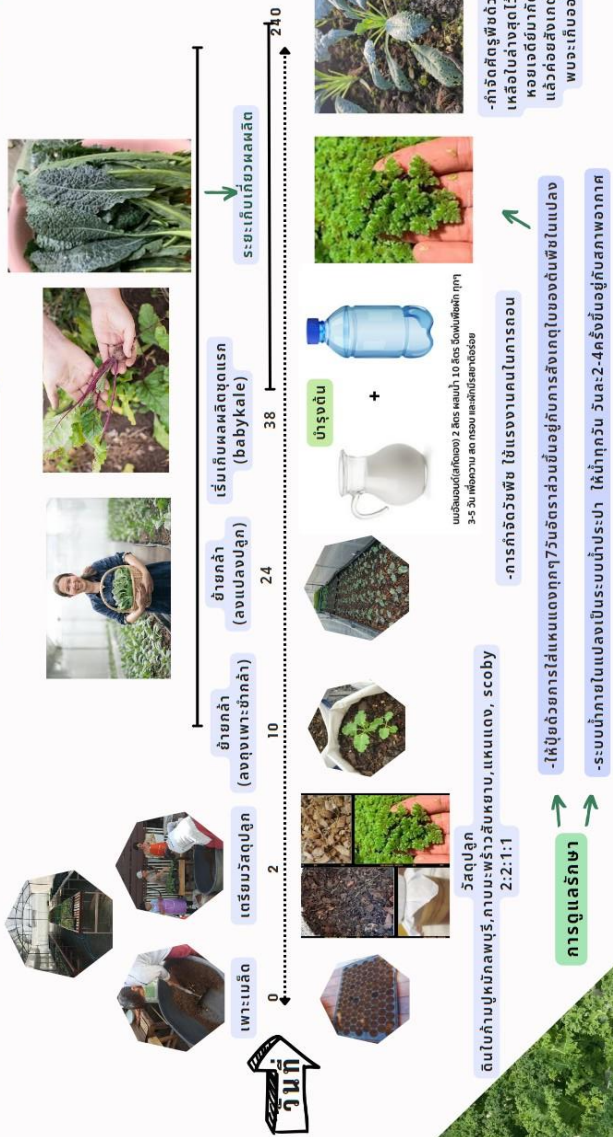 วันที่
0
2
10
24
38
240
เพาะเมล็ด
เตรียมวัสดุปลูก
ย้ายกล้า
(ลงถุงเพาะชำกล้า)
ย้ายกล้า
(ลงแปลงปลูก)
เริ่มเก็บผลผลิตชุดแรก
(babykale)
ระยะเก็บเกี่ยวผลผลิต
วัสดุปลูก
ดินใบก้ามปูหมักลพบุรี,กาบมะพร้าวสับหยาบ,แหนแดง, scoby
2:2:1:1
บำรุงต้น
+
นมอัลมอนด์(สกัดเอง) 2 ลิตร ผสมน้ำ 10 ลิตร ฉีดพ่นพืชผัก ทุกๆ
3-5 วัน เพื่อความ สด กรอบ และผักมีรสชาติอร่อย
การดูแลรักษา
-การกำจัดวัชพืช ใช้แรงงานคนในการถอน
-ให้ปุ๋ยด้วยการใส่แหนแดงทุกๆ7วันอัตราส่วนขึ้นอยู่กับการสังเกตุใบของต้นพืชในแปลง
-ระบบน้ำภายในแปลงเป็นระบบน้ำประปา ให้น้ำทุกวัน วันละ2-4ครั้งขึ้นอยู่กับสภาพอากาศ
-กำจัดศัตรูพืชด้ว
เหลือใบล่างสุดไว้
หอยเจดีย์มากั
แล้วค่อยสังเกต
พบจะเก็บออ